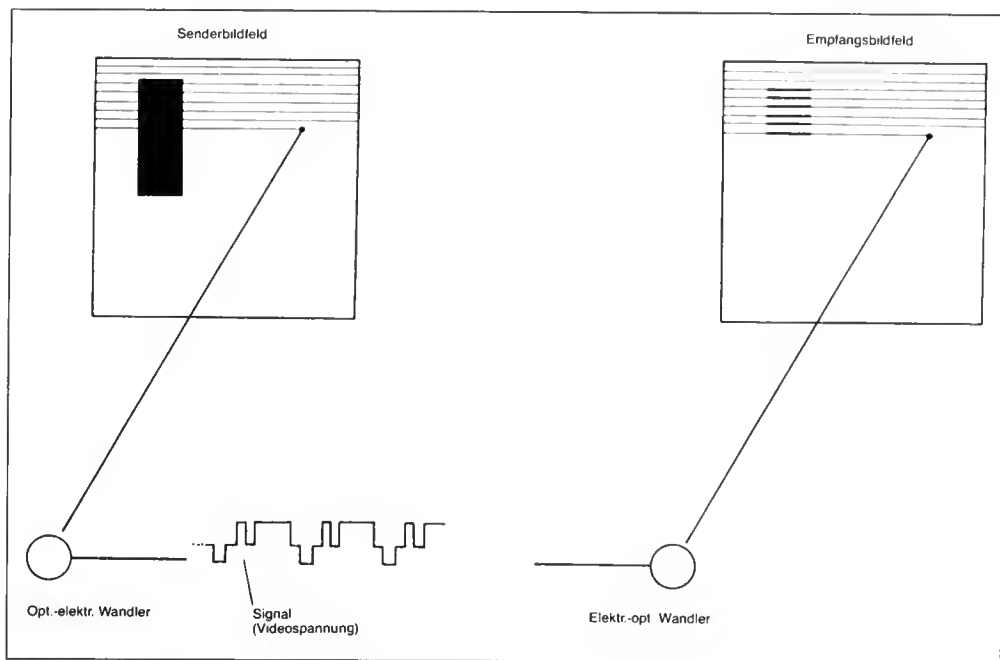 Senderbildfeld
Empfangsbildfeld
Opt.-elektr. Wandler
Signal
(Videospannung)
Elektr.-opt Wandler